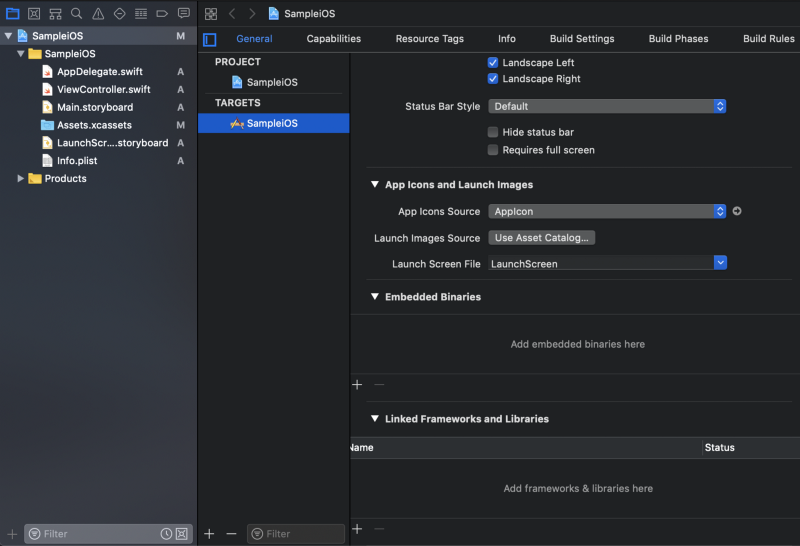 SampleiOS
General Capabilities Resource Tags Info Build Settings Build Phases Build Rules
SampleiOS M
SampleiOS
AppDelegate.swift A
ViewController.swift A
Main.storyboard A
Assets.xcassets M
LaunchScr....storyboard A
Info.plist A
Products
Filter
PROJECT
SampleiOS
TARGETS
SampleiOS
Filter
Landscape Left
Landscape Right
Status Bar Style Default
Hide status bar
Requires full screen
App Icons and Launch Images
App Icons Source AppIcon
Launch Images Source Use Asset Catalog...
Launch Screen File LaunchScreen
Embedded Binaries
Add embedded binaries here
Linked Frameworks and Libraries
Name Status
Add frameworks & libraries here